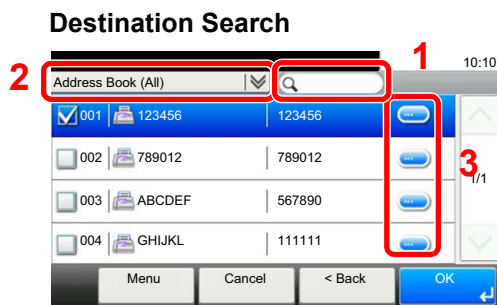 Destination Search
1
10:10
2
Address Book (All)
001 123456 123456
002 789012 789012
3
1/1
003 ABCDEF 567890
004 GHIJKL 111111
Menu Cancel < Back OK